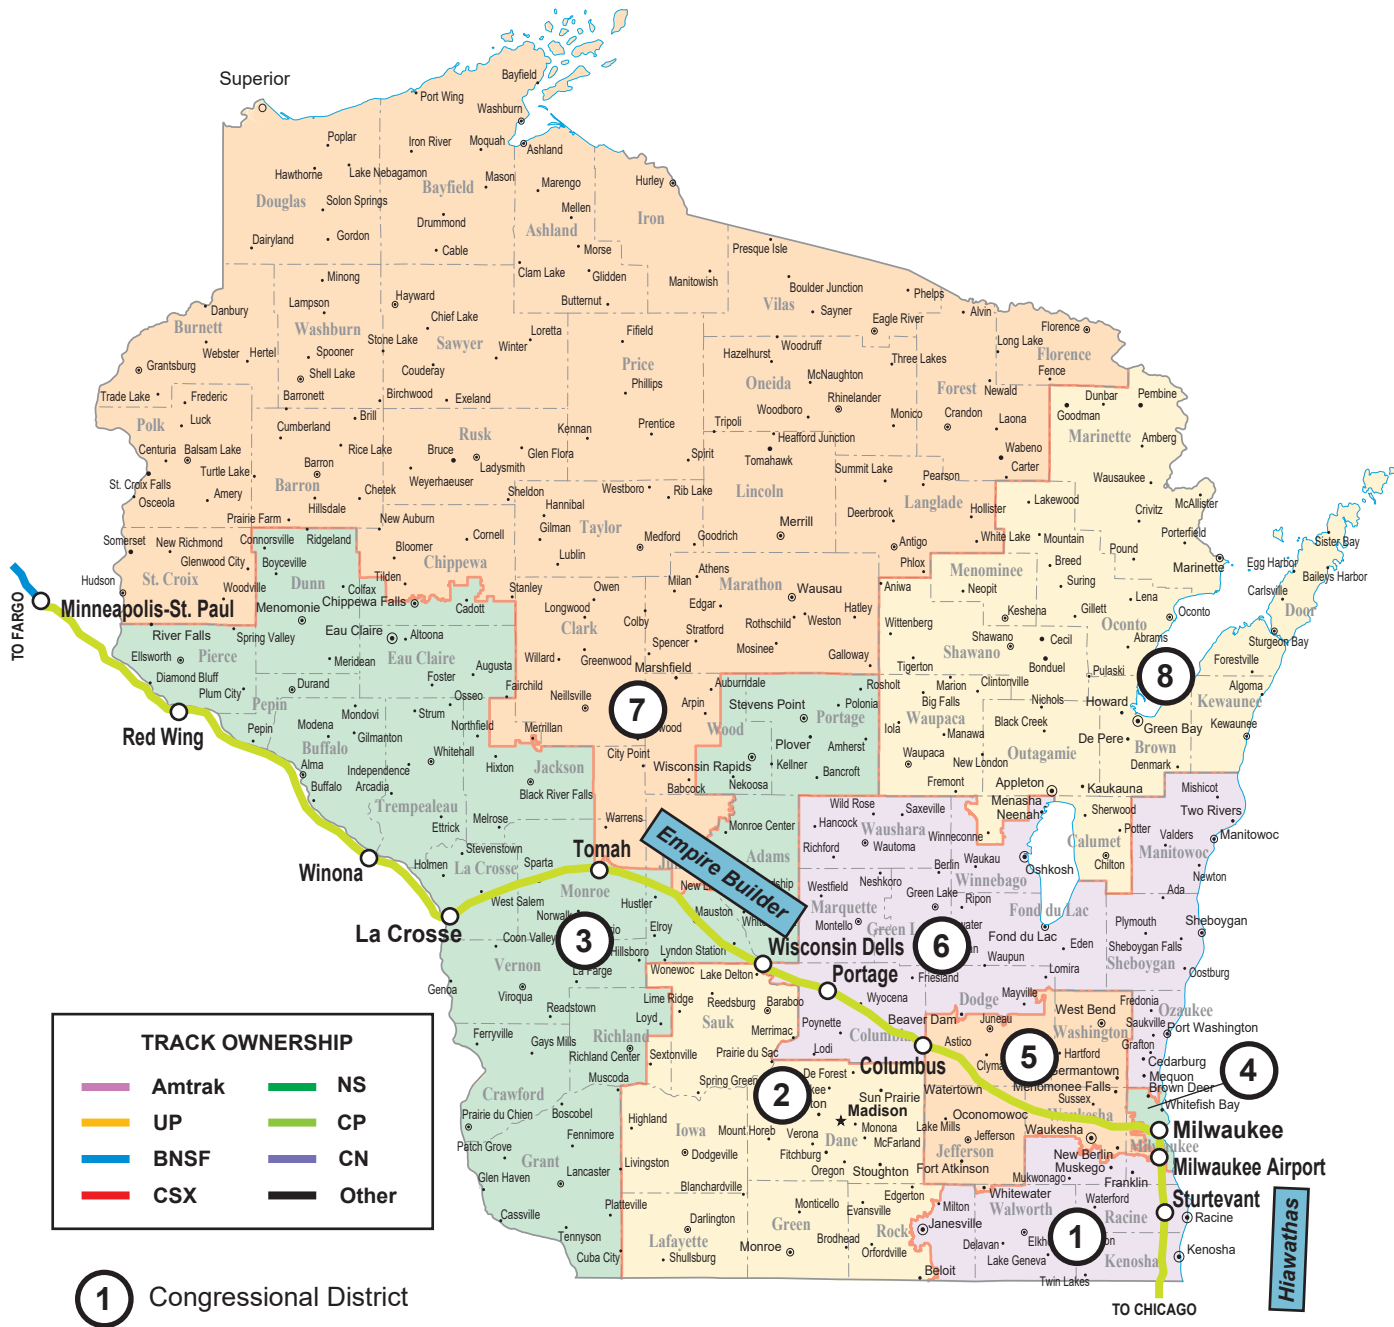 Superior
Bayfield
Port Wing
Washburn
Poplar
Iron River
Moquah
Ashland
Hawthorne
Lake Nebagamon
Mason
Marengo
Hurley
Douglas
Bayfield
Solon Springs
Mellen
Iron
Drummond
Ashland
Dairyland
Gordon
Cable
Morse
Presque Isle
Minong
Clam Lake
Glidden
Manitowish
Boulder Junction
Phelps
Hayward
Butternut
Vilas
Danbury
Lampson
Sayner
Alvin
Burnett
Washburn
Chief Lake
Eagle River
Florence
Stone Lake
Sawyer
Loretta
Fifield
Webster
Hertel
Spooner
Winter
Woodruff
Long Lake
Hazelhurst
Three Lakes
Florence
Grantsburg
Shell Lake
Couderay
Price
Oneida
McNaughton
Forest
Fence
Trade Lake
Frederic
Barronett
Birchwood
Exeland
Phillips
Rhinelander
Newald
Dunbar
Pembine
Luck
Brill
Woodboro
Monico
Crandon
Goodman
Polk
Cumberland
Kennan
Prentice
Tripoli
Laona
Marinette
Rusk
Heafford Junction
Wabeno
Amberg
Centuria
Balsam Lake
Rice Lake
Bruce
Glen Flora
Spirit
Tomahawk
Turtle Lake
Barron
Ladysmith
Summit Lake
Carter
St. Croix Falls
Weyerhaeuser
Pearson
Wausaukee
Osceola
Amery
Barron
Chetek
Sheldon
Westboro
Rib Lake
Lincoln
Langlade
Lakewood
McAllister
Hillsdale
Hannibal
Deerbrook
Hollister
Crivitz
Prairie Farm
New Auburn
Gilman
Taylor
Merrill
Somerset
New Richmond
Connorsville
Ridgeland
Cornell
Medford
Goodrich
White Lake
Mountain
Porterfield
Sister Bay
Glenwood City
Boyceville
Bloomer
Lublin
Antigo
Pound
Hudson
St. Croix
Dunn
Chippewa
Athens
Phlox
Breed
Marinette
Egg Harbor
Baileys Harbor
Woodville
Colfax
Tilden
Stanley
Owen
Milan
Marathon
Aniwa
Menominee
Suring
Minneapolis-St. Paul
Menomonie
Chippewa Falls
Cadott
Longwood
Edgar
Wausau
Hatley
Neopit
Lena
Carlsville
Door
TO FARGO
River Falls
Spring Valley
Eau Claire
Altoona
Clark
Colby
Stratford
Rothschild
Weston
Keshena
Gillett
Oconto
Oconto
Ellsworth
Pierce
Meridean
Eau Claire
Spencer
Mosinee
Wittenberg
Shawano
Cecil
Abrams
Sturgeon Bay
Diamond Bluff
Foster
Augusta
Willard
Greenwood
Marshfield
Galloway
Shawano
Bonduel
Pulaski
8
Forestville
Plum City
Durand
Fairchild
Neillsville
Auburndale
Rosholt
Tigerton
Clintonville
Algoma
Pepin
Osseo
7
Stevens Point
Marion
Kewaunee
Red Wing
Pepin
Mondovi
Strum
Arpin
Polonia
Big Falls
Nichols
Howard
Modena
Northfield
Merrillan
Wood
Portage
Waupaca
Black Creek
Kewaunee
Buffalo
Gilmanton
Plover
Iola
Manawa
Green Bay
Whitehall
City Point
Amherst
Outagamie
De Pere
Brown
Alma
Independence
Hixton
Jackson
Wisconsin Rapids
Kellner
Waupaca
New London
Denmark
Buffalo
Arcadia
Black River Falls
Babcock
Nekoosa
Bancroft
Fremont
Appleton
Kaukauna
Mishicot
Trempealeau
Wild Rose
Saxeville
Menasha
Neenah
Sherwood
Two Rivers
Ettrick
Melrose
Warrens
Monroe Center
Hancock
Waushara
Winneconne
Potter
Valders
Manitowoc
Stevenstown
Wautoma
Calumet
Manitowoc
Winona
Holmen
La Crosse
Sparta
Tomah
Empire Builder
Adams
Richford
Berlin
Waukau
Oshkosh
Chilton
Newton
West Salem
Monroe
Westfield
Neshkoro
Winnebago
Ada
Norwalk
Hustler
Green Lake
Ripon
La Crosse
Mauston
Marquette
Fond du Lac
Plymouth
Sheboygan
3
Coon Valley
Elroy
Montello
6
Fond du Lac
Eden
Sheboygan Falls
Hillsboro
Lyndon Station
Wisconsin Dells
Waupun
Sheboygan
Vernon
La Farge
Wonewoc
Lake Delton
Portage
Friesland
Lomira
Oostburg
Genoa
Viroqua
Lime Ridge
Reedsburg
Baraboo
Wyocena
Dodge
Mayville
Fredonia
Readstown
Loyd
Sauk
West Bend
Ozaukee
Poynette
Beaver Dam
Juneau
Saukville
Port Washington
Ferryville
Richland
Merrimac
Washington
Gays Mills
Lodi
Astico
Grafton
Richland Center
Sextonville
Prairie du Sac
Columbus
5
Hartford
Cedarburg
Muscoda
Spring Green
2
De Forest
Germantown
Mequon
4
Crawford
Sun Prairie
Watertown
Menomonee Falls
Brown Deer
Prairie du Chien
Boscobel
Highland
Madison
Sussex
Whitefish Bay
Iowa
Mount Horeb
Monona
Oconomowoc
Waukesha
Milwaukee
Patch Grove
Fennimore
Verona
Dane
McFarland
Lake Mills
Jefferson
Waukesha
Fitchburg
New Berlin
Milwaukee
Grant
Livingston
Dodgeville
Oregon
Stoughton
Jefferson
Fort Atkinson
Muskego
Milwaukee Airport
Glen Haven
Lancaster
Mukwonago
Franklin
Blanchardville
Edgerton
Whitewater
Waterford
Sturtevant
Cassville
Platteville
Monticello
Evansville
Milton
Walworth
Racine
Racine
Darlington
Green
Rock
Janesville
1
Tennyson
Lafayette
Monroe
Brodhead
Delavan
Kenosha
Kenosha
Cuba City
Shullsburg
Orfordville
Lake Geneva
Beloit
Twin Lakes
Hiawathas
TO CHICAGO
TRACK OWNERSHIP
Amtrak
NS
UP
CP
BNSF
CN
CSX
Other
1 Congressional District